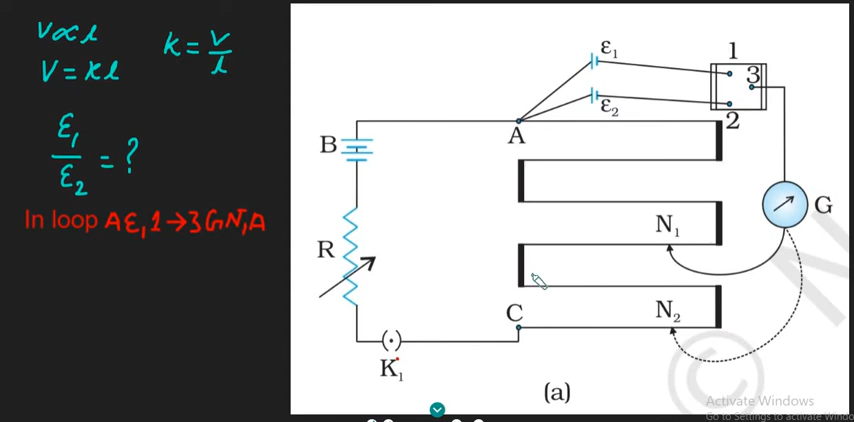 V∝l
V = kl
k = V/l
ε₁/ε₂ = ?
In loop Aε₁1→3GN₁A
ε₁
1
3
ε₂
2
A
B
G
N₁
R
C
N₂
K₁
(a)
Activate Windows
Go to Settings to activate Windo